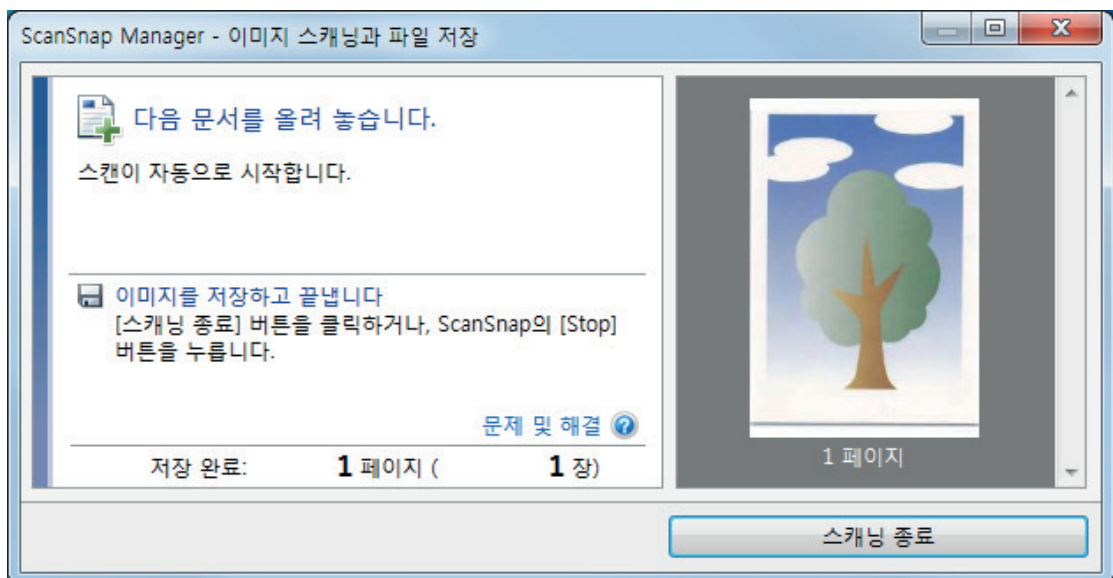 ScanSnap Manager - 이미지 스캐닝과 파일 저장
다음 문서를 올려 놓습니다.
스캔이 자동으로 시작합니다.
이미지를 저장하고 끝냅니다
[스캐닝 종료] 버튼을 클릭하거나, ScanSnap의 [Stop]
버튼을 누릅니다.
문제 및 해결
저장 완료: 1 페이지 ( 1 장)
1 페이지
스캐닝 종료